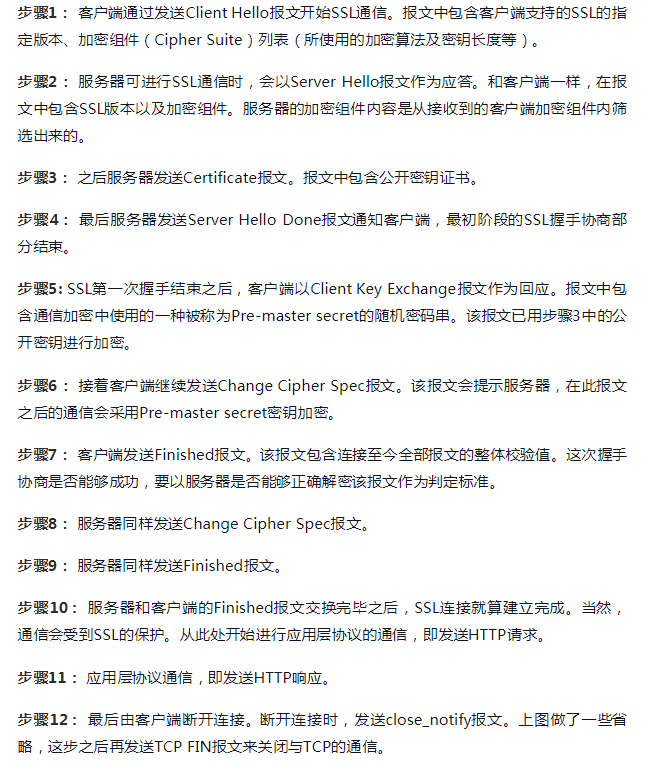 步骤1： 客户端通过发送Client Hello报文开始SSL通信。报文中包含客户端支持的SSL的指
定版本、加密组件（Cipher Suite）列表（所使用的加密算法及密钥长度等）。
步骤2： 服务器可进行SSL通信时，会以Server Hello报文作为应答。和客户端一样，在报
文中包含SSL版本以及加密组件。服务器的加密组件内容是从接收到的客户端加密组件内筛
选出来的。
步骤3： 之后服务器发送Certificate报文。报文中包含公开密钥证书。
步骤4： 最后服务器发送Server Hello Done报文通知客户端，最初阶段的SSL握手协商部
分结束。
步骤5: SSL第一次握手结束之后，客户端以Client Key Exchange报文作为回应。报文中包
含通信加密中使用的一种被称为Pre-master secret的随机密码串。该报文已用步骤3中的公
开密钥进行加密。
步骤6： 接着客户端继续发送Change Cipher Spec报文。该报文会提示服务器，在此报文
之后的通信会采用Pre-master secret密钥加密。
步骤7： 客户端发送Finished报文。该报文包含连接至今全部报文的整体校验值。这次握手
协商是否能够成功，要以服务器是否能够正确解密该报文作为判定标准。
步骤8： 服务器同样发送Change Cipher Spec报文。
步骤9： 服务器同样发送Finished报文。
步骤10： 服务器和客户端的Finished报文交换完毕之后，SSL连接就算建立完成。当然，
通信会受到SSL的保护。从此处开始进行应用层协议的通信，即发送HTTP请求。
步骤11： 应用层协议通信，即发送HTTP响应。
步骤12： 最后由客户端断开连接。断开连接时，发送close_notify报文。上图做了一些省
略，这步之后再发送TCP FIN报文来关闭与TCP的通信。